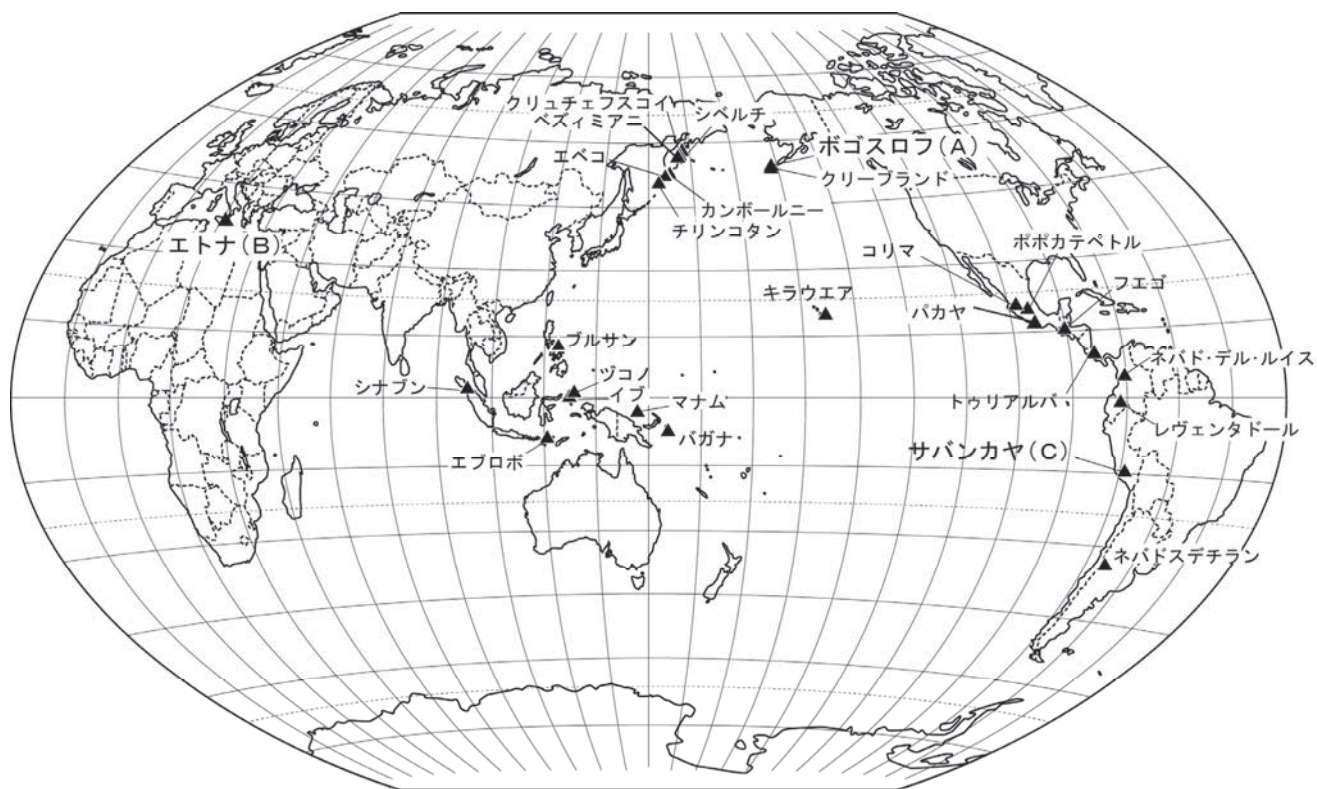 クリュチェフスコイ
シベルチ
ベズィミアニ
ボゴスロフ(A)
エベコ
クリーブランド
カンボールニー
チリンコタン
エトナ(B)
ポポカテペトル
コリマ
フエゴ
キラウエア
パカヤ
ブルサン
ネバド・デル・ルイス
シナブン
ヅコノ
イブ
マナム
トゥリアルバ
バガナ
レヴェンタドール
エブロボ
サバンカヤ(C)
ネバドスデチラン